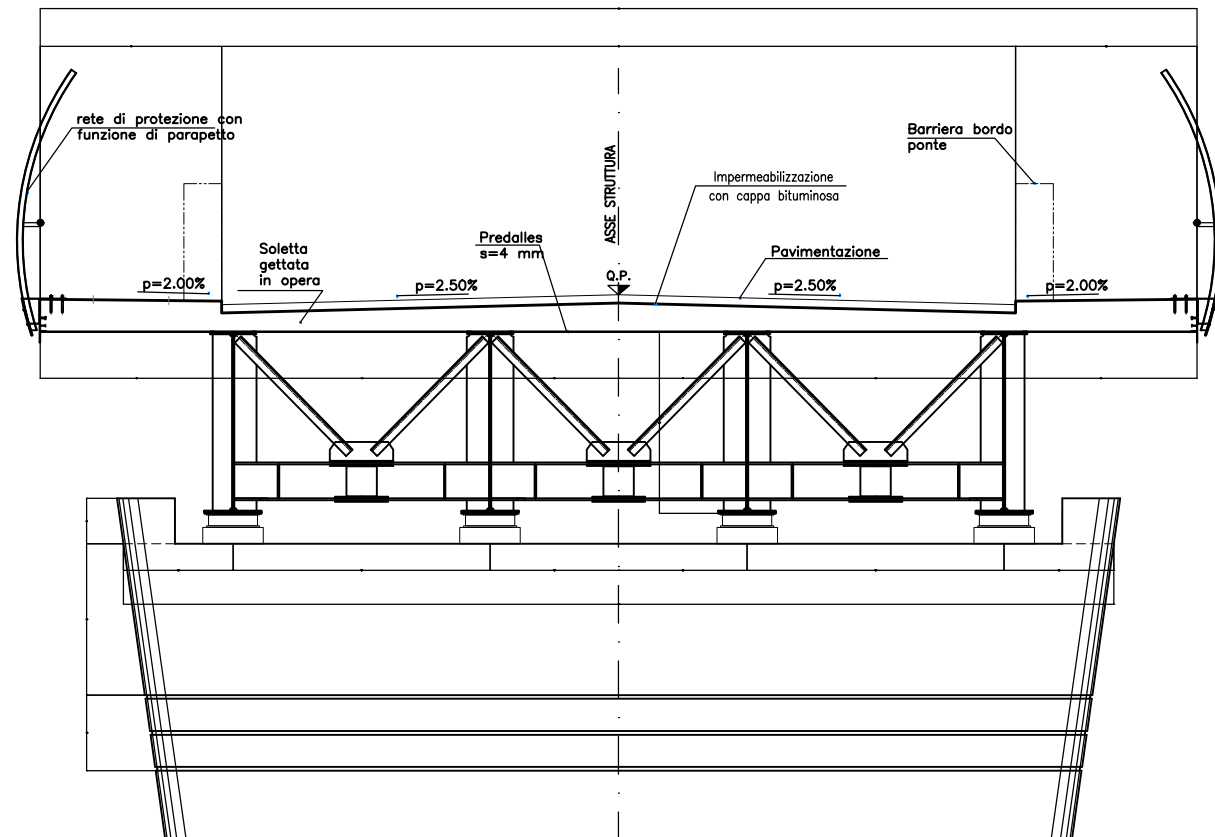 rete di protezione con
funzione di parapetto
Barriera bordo
ponte
ASSE STRUTTURA
Impermeabilizzazione
con cappa bituminosa
Soletta
gettata
in opera
Predalles
s=4 mm
Pavimentazione
Q.P.
p=2.00%
p=2.50%
p=2.50%
p=2.00%